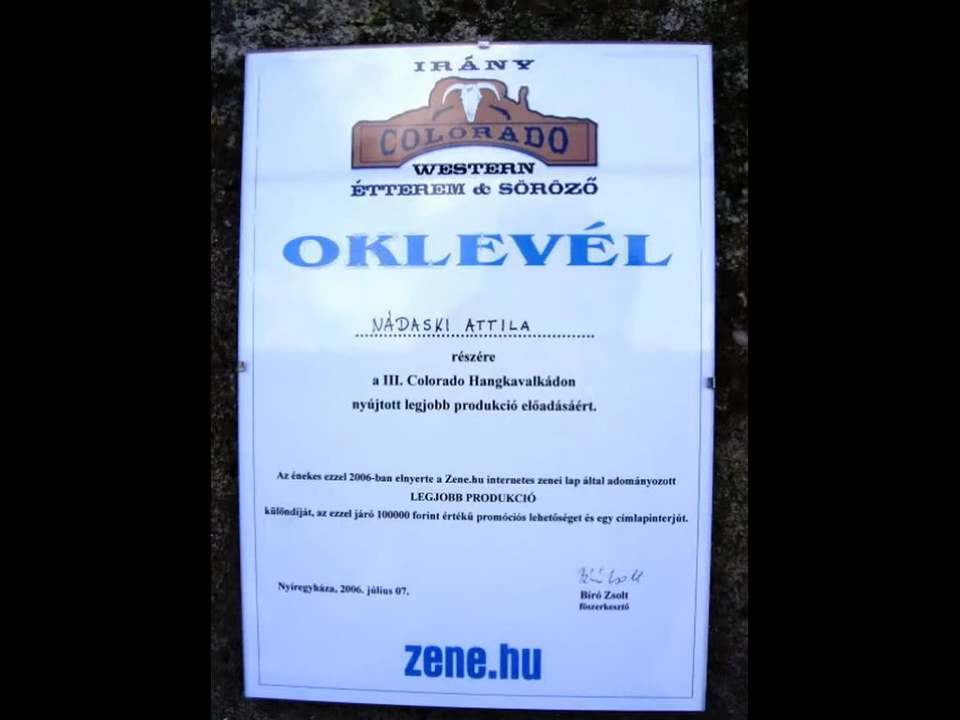 IRÁNY
COLORADO
WESTERN
ÉTTEREM & SÖRÖZŐ
OKLEVÉL
NÁDASKI ATTILA
részére
a III. Colorado Hangkavalkádon
nyújtott legjobb produkció előadásáért.
Az énekes ezzel 2006-ban elnyerte a Zene.hu internetes zenei lap által adományozott
LEGJOBB PRODUKCIÓ
különdíját, az ezzel járó 100000 forint értékű promóciós lehetőséget és egy címlapinterjút.
Nyíregyháza, 2006. július 07.
Bíró Zsolt
főszerkesztő
zene.hu